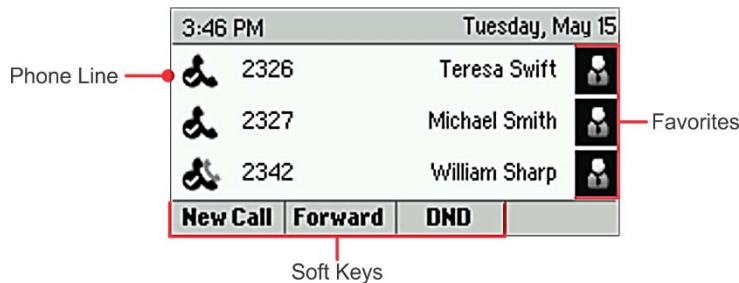 3:46 PM Tuesday, May 15
Phone Line 2326 Teresa Swift
2327 Michael Smith Favorites
2342 William Sharp
New Call Forward DND
Soft Keys